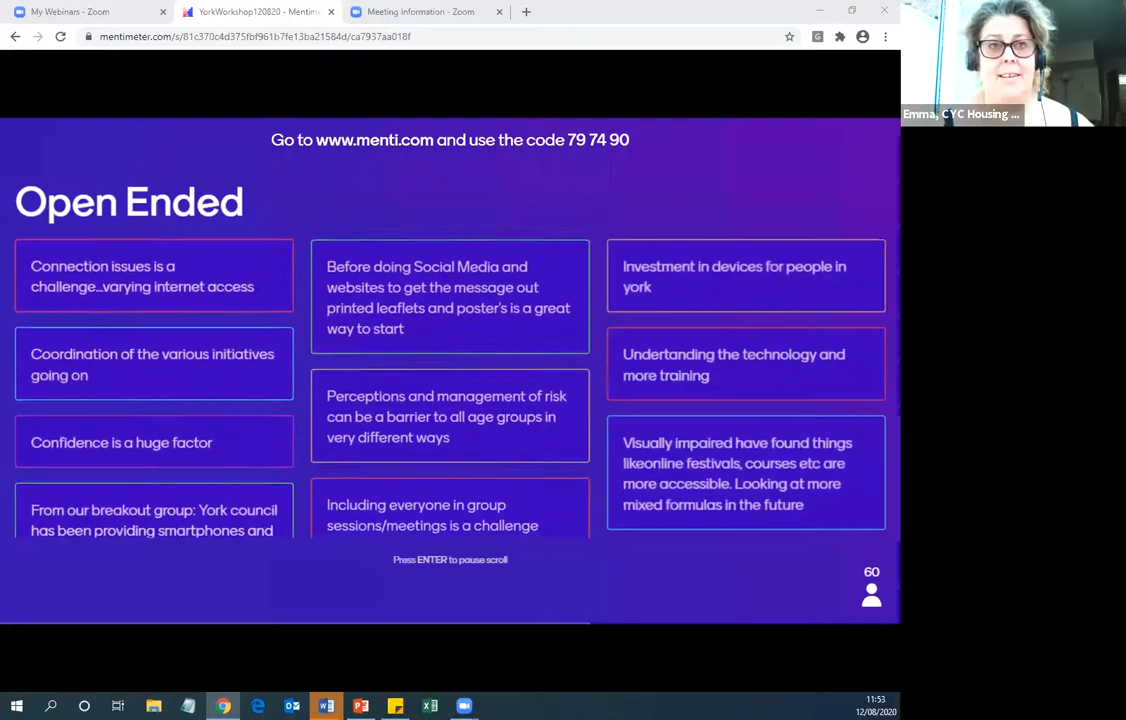 My Webinars - Zoom
YorkWorkshop120820 - Mentime
Meeting Information - Zoom
mentimeter.com/s/81c370c4d375fbf961b7fe13ba21584d/ca7937aa018f
Emma, CYC Housing ...
Go to www.menti.com and use the code 79 74 90
Open Ended
Connection issues is a
challenge...varying internet access
Coordination of the various initiatives
going on
Confidence is a huge factor
From our breakout group: York council
has been providing smartphones and
Before doing Social Media and
websites to get the message out
printed leaflets and poster's is a great
way to start
Perceptions and management of risk
can be a barrier to all age groups in
very different ways
Including everyone in group
sessions/meetings is a challenge
Investment in devices for people in
york
Undertanding the technology and
more training
Visually impaired have found things
likeonline festivals, courses etc are
more accessible. Looking at more
mixed formulas in the future
Press ENTER to pause scroll
60
11:53
12/08/2020